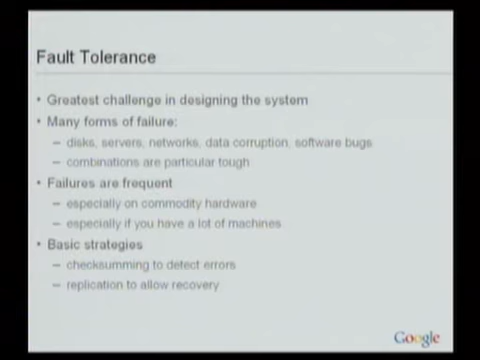 Fault Tolerance
• Greatest challenge in designing the system
• Many forms of failure:
– disks, servers, networks, data corruption, software bugs
– combinations are particular tough
• Failures are frequent
– especially on commodity hardware
– especially if you have a lot of machines
• Basic strategies
– checksumming to detect errors
– replication to allow recovery
Google